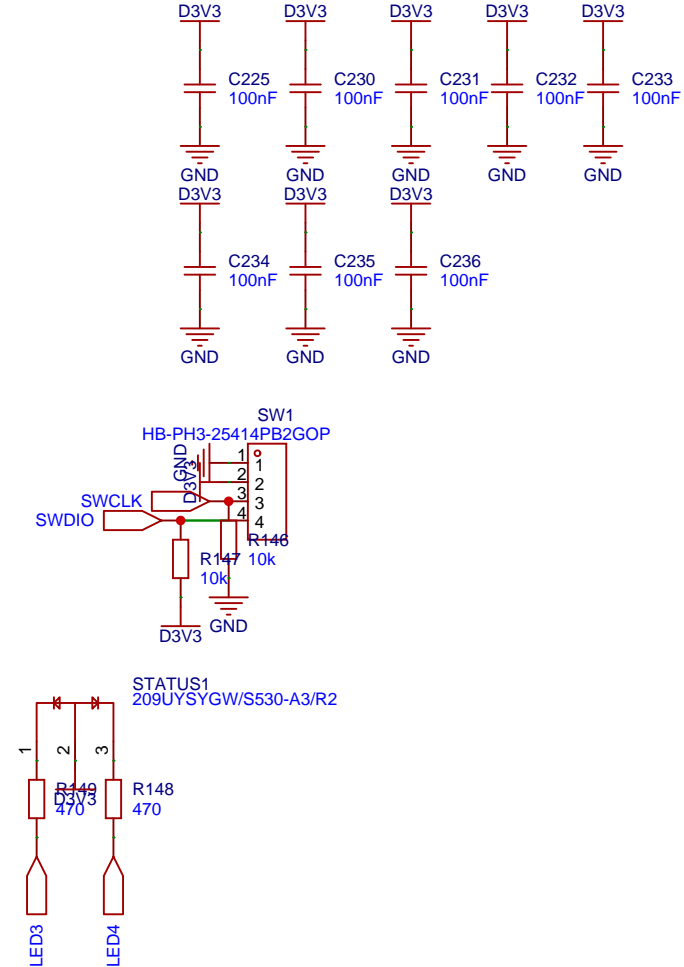 D3V3 D3V3 D3V3 D3V3 D3V3
C225 C230 C231 C232 C233
100nF 100nF 100nF 100nF 100nF
GND GND GND GND GND
D3V3 D3V3 D3V3
C234 C235 C236
100nF 100nF 100nF
GND GND GND
SW1
HB-PH3-25414PB2GOP
GND
D3V3
1 1
2 2
3 3
4 4
SWCLK
SWDIO
R146
10k
R147
10k
GND
D3V3
STATUS1
209UYSYGW/S530-A3/R2
1 2 3
R149
470
D3V3
R148
470
LED3 LED4